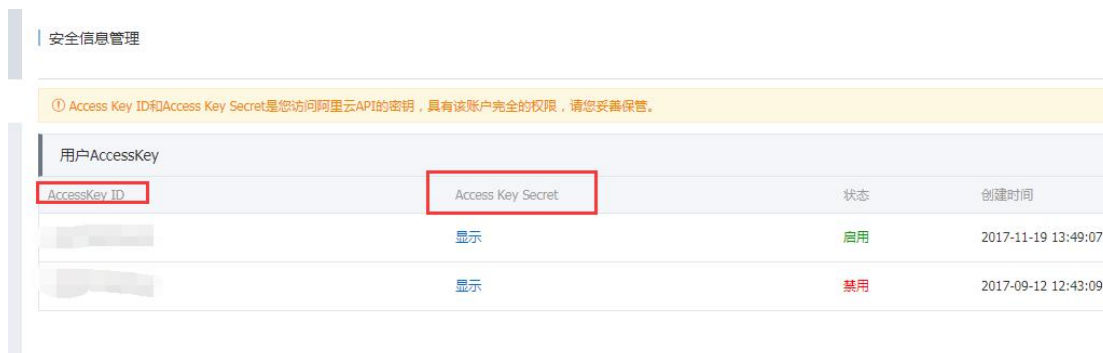 安全信息管理
Access Key ID和Access Key Secret是您访问阿里云API的密钥，具有该账户完全的权限，请您妥善保管。
用户AccessKey
AccessKey ID Access Key Secret 状态 创建时间
显示 启用 2017-11-19 13:49:07
显示 禁用 2017-09-12 12:43:09